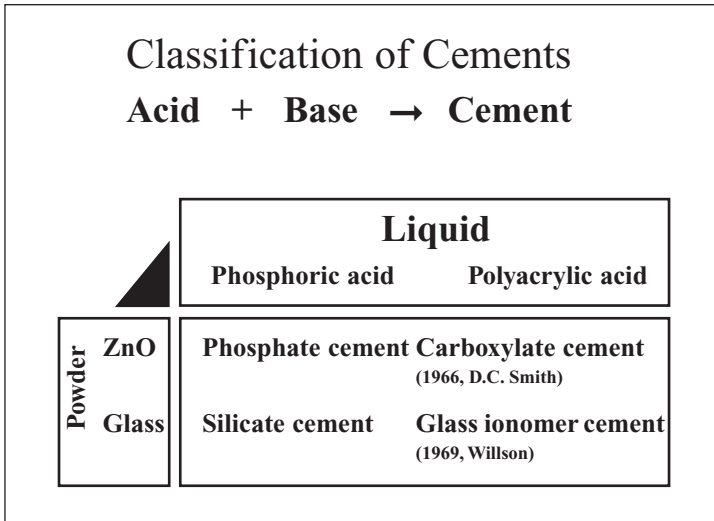 Classification of Cements
Acid + Base → Cement
Liquid
Phosphoric acid Polyacrylic acid
Powder
ZnO Phosphate cement Carboxylate cement
(1966, D.C. Smith)
Glass Silicate cement Glass ionomer cement
(1969, Willson)